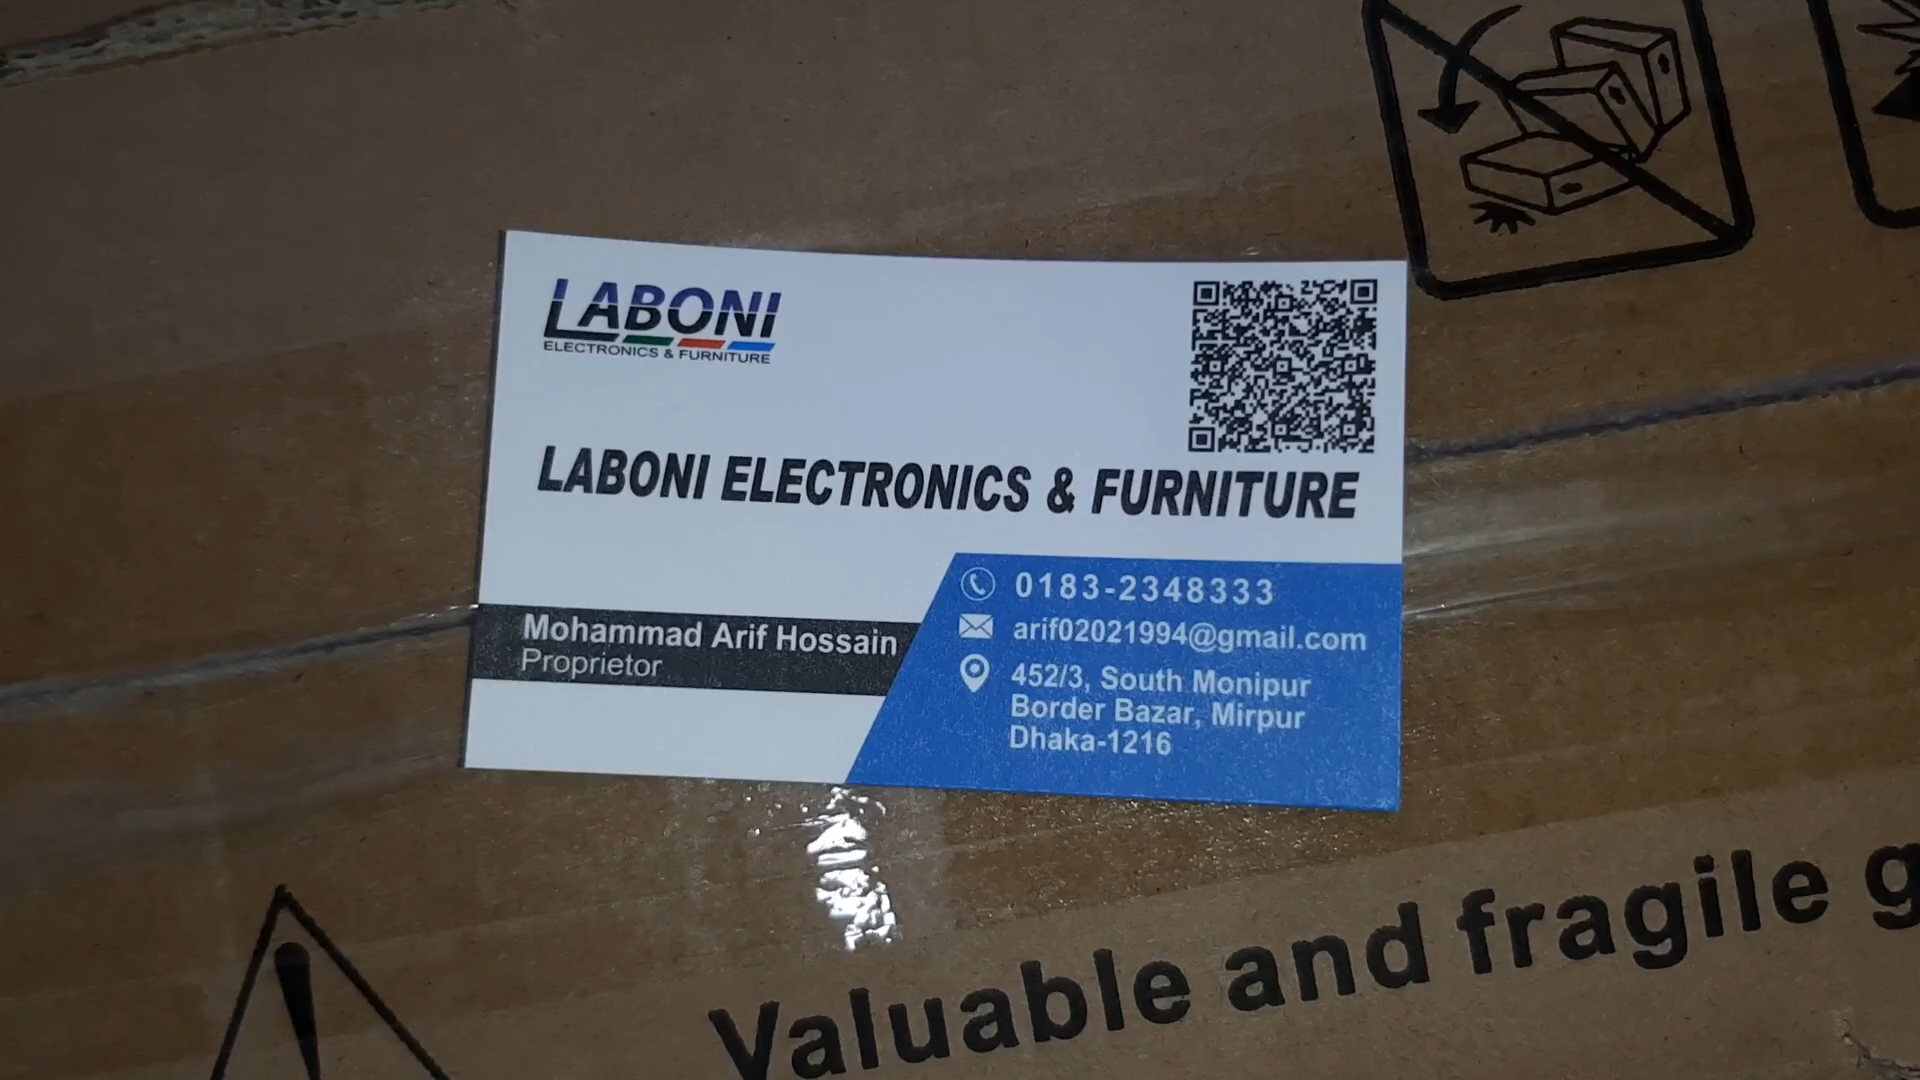 LABONI
ELECTRONICS & FURNITURE
LABONI ELECTRONICS & FURNITURE
Mohammad Arif Hossain
Proprietor
0183-2348333
arif02021994@gmail.com
452/3, South Monipur
Border Bazar, Mirpur
Dhaka-1216
Valuable and fragile